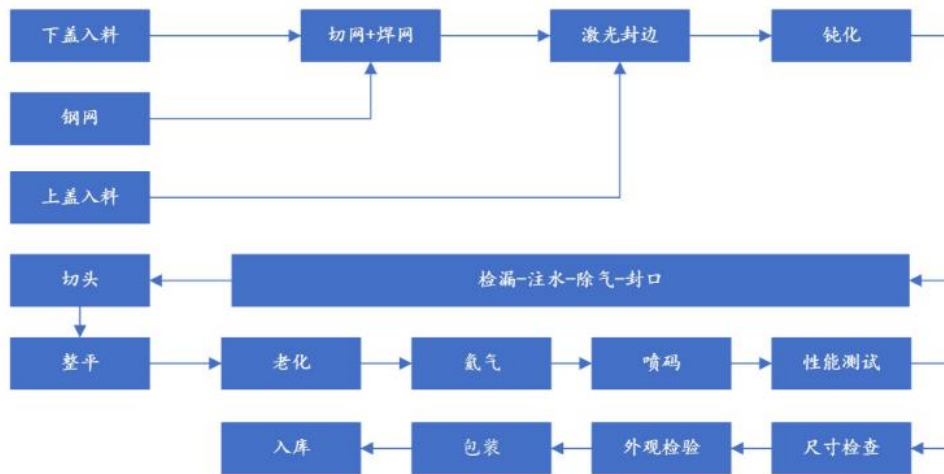 下盖入料
切网+焊网
激光封边
钝化
钢网
上盖入料
切头
检漏-注水-除气-封口
整平
老化
氦气
喷码
性能测试
入库
包装
外观检验
尺寸检查